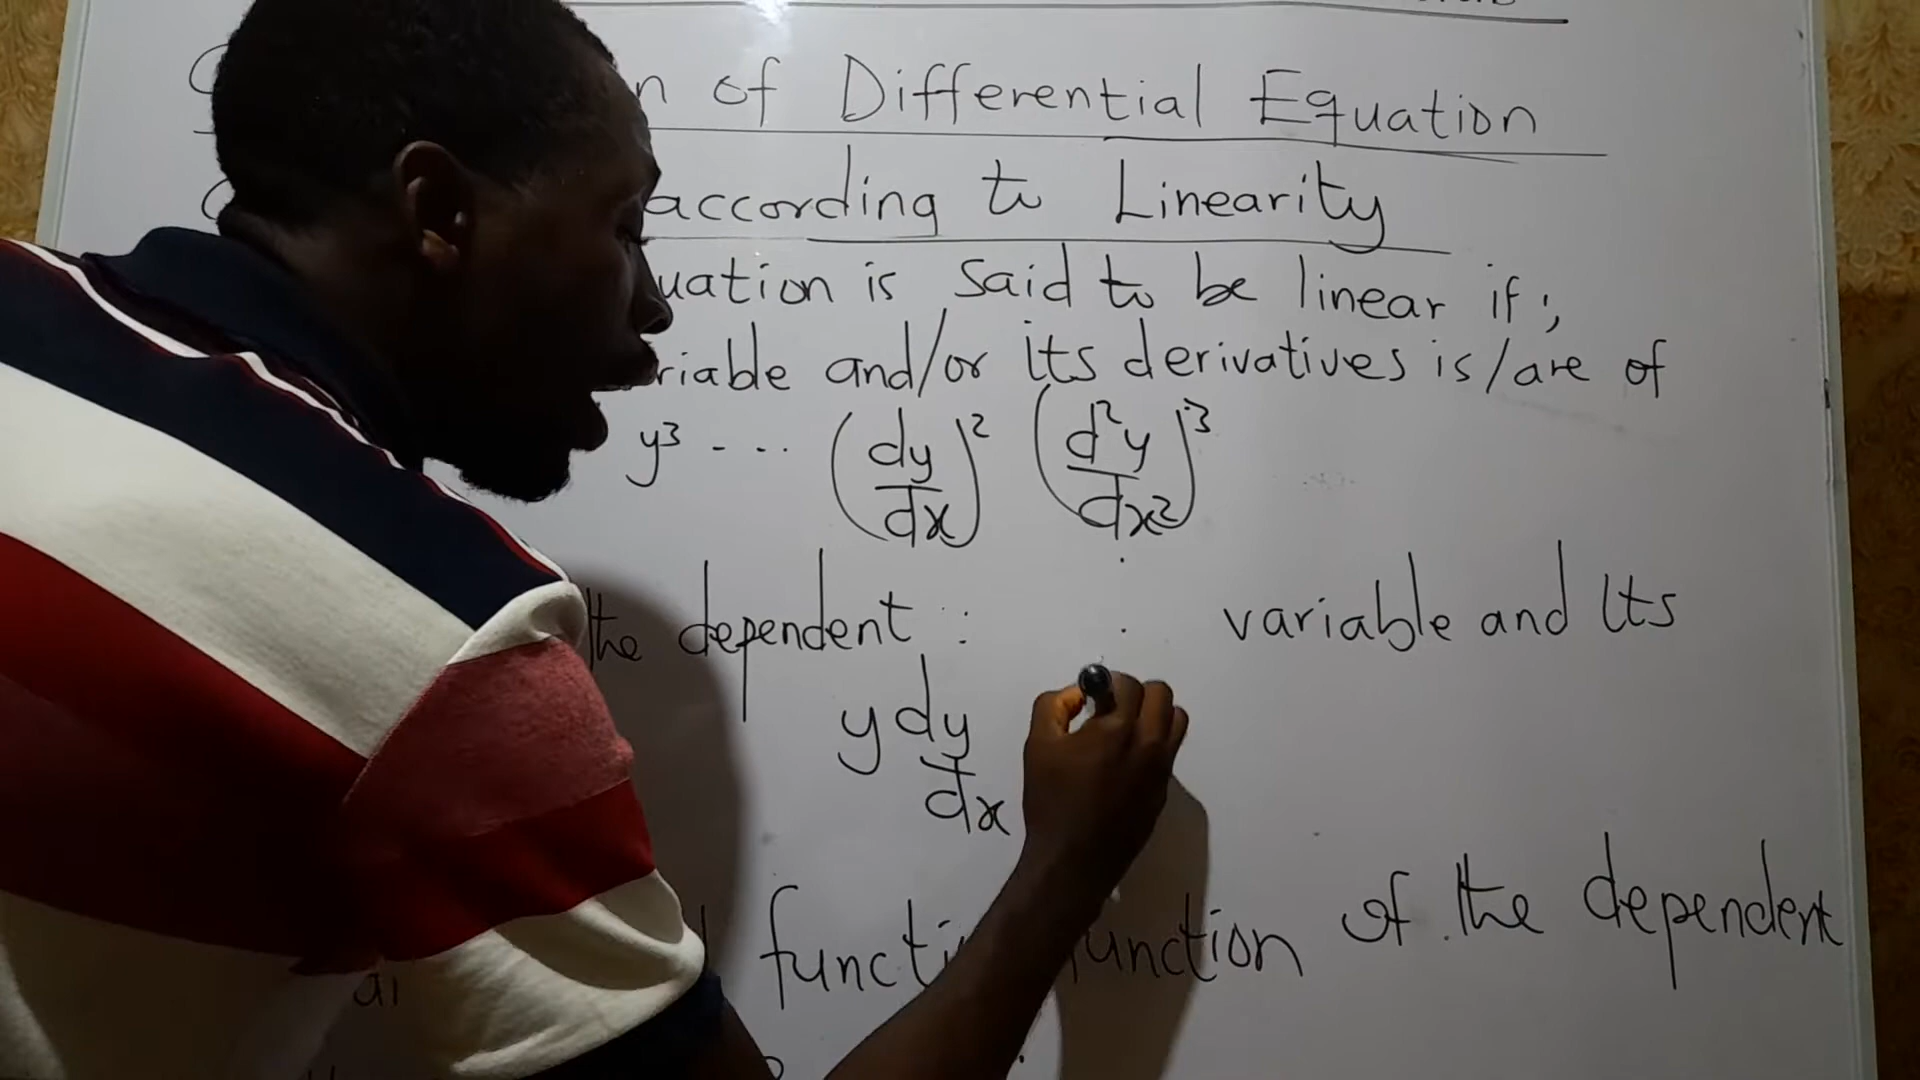 n of Differential Equation
according to Linearity
uation is said to be linear if;
riable and/or its derivatives is/are of
y³ - - - (dy/dx)² (d²y/dx²)³
the dependent variable and Its
y dy/dx
functi unction of the dependent